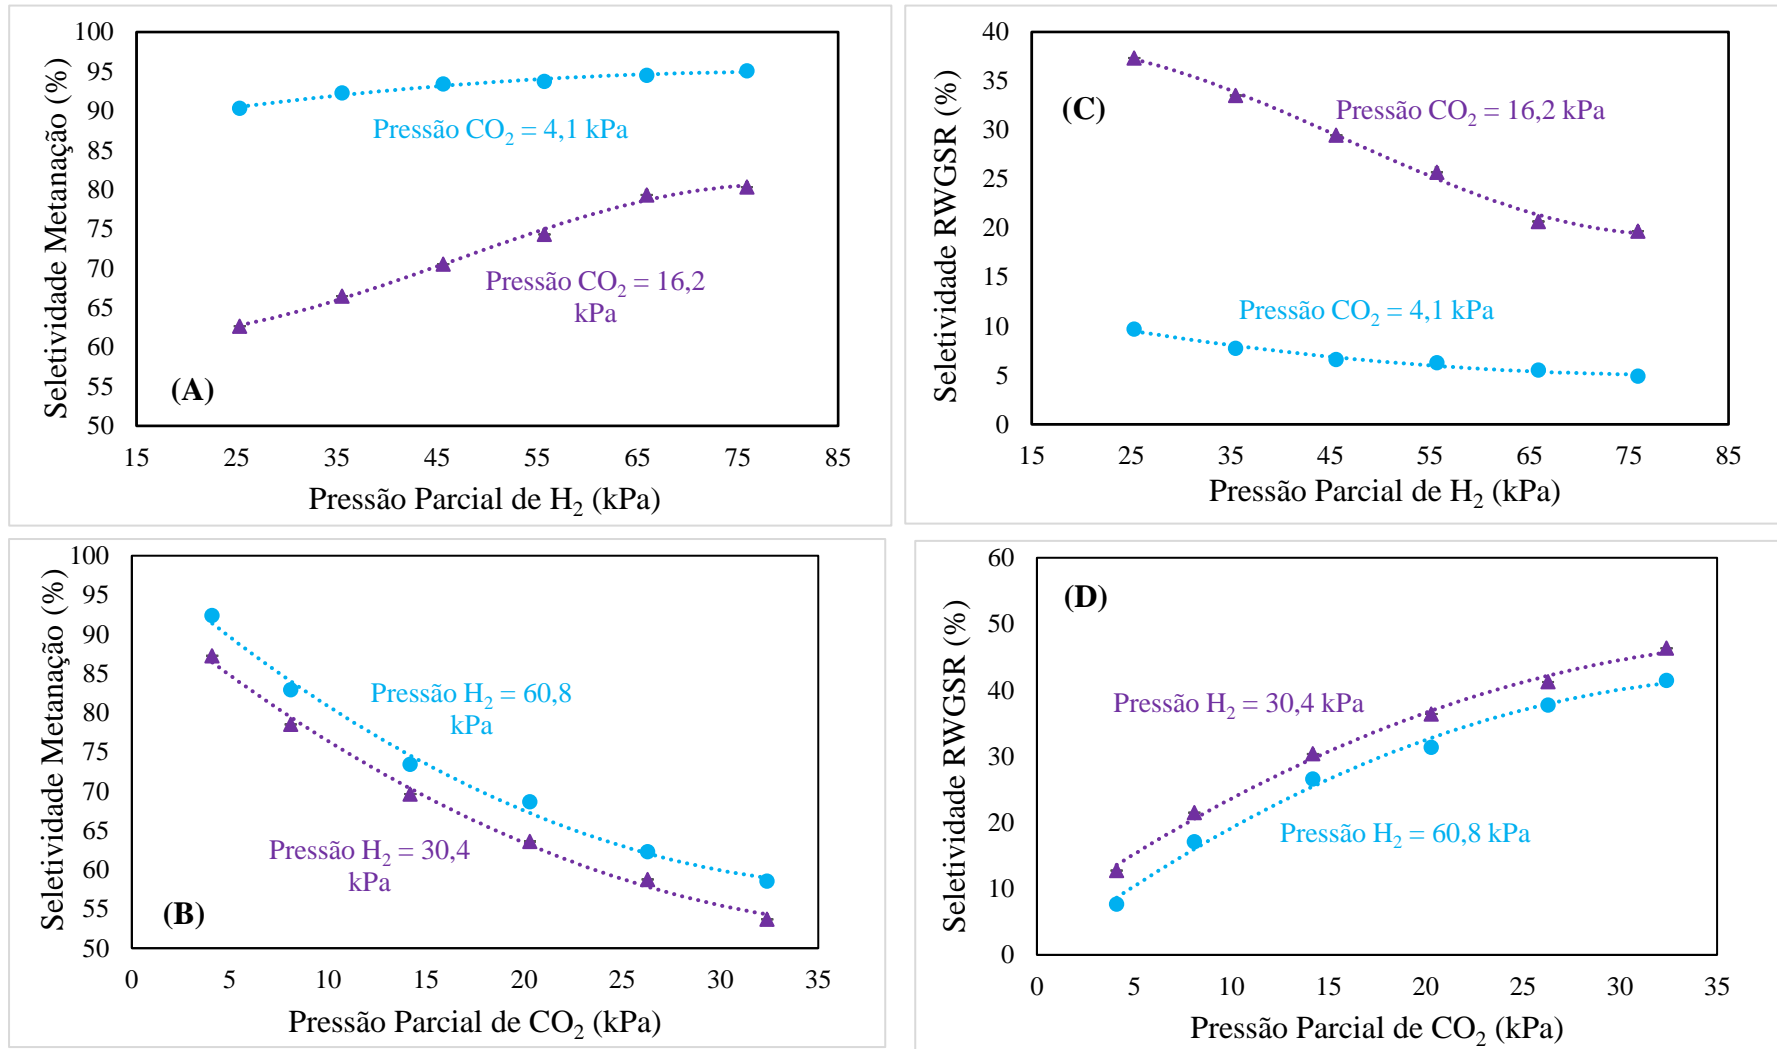 Seletividade Metanação (%)
100
95
90
85
80
75
70
65
60
55
50
Pressão CO₂ = 4,1 kPa
Pressão CO₂ = 16,2
kPa
(A)
15 25 35 45 55 65 75 85
Pressão Parcial de H₂ (kPa)
Seletividade RWGSR (%)
40
35
30
25
20
15
10
5
0
(C)
Pressão CO₂ = 16,2 kPa
Pressão CO₂ = 4,1 kPa
15 25 35 45 55 65 75 85
Pressão Parcial de H₂ (kPa)
Seletividade Metanação (%)
100
95
90
85
80
75
70
65
60
55
50
Pressão H₂ = 60,8
kPa
Pressão H₂ = 30,4
kPa
(B)
0 5 10 15 20 25 30 35
Pressão Parcial de CO₂ (kPa)
Seletividade RWGSR (%)
60
50
40
30
20
10
0
(D)
Pressão H₂ = 30,4 kPa
Pressão H₂ = 60,8 kPa
0 5 10 15 20 25 30 35
Pressão Parcial de CO₂ (kPa)